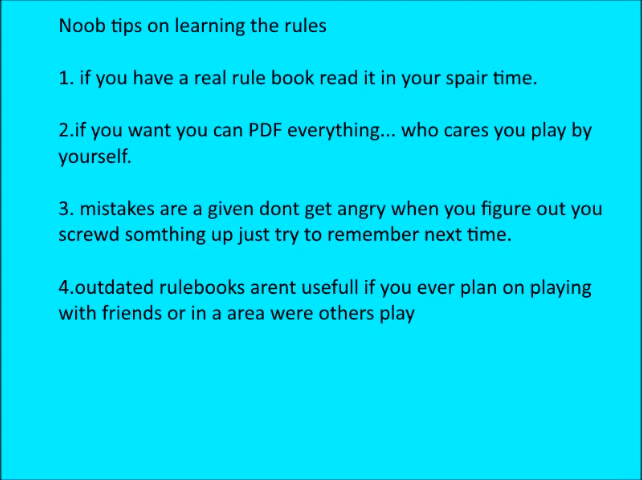 Noob tips on learning the rules
1. if you have a real rule book read it in your spair time.
2.if you want you can PDF everything... who cares you play by
yourself.
3. mistakes are a given dont get angry when you figure out you
screwd somthing up just try to remember next time.
4.outdated rulebooks arent usefull if you ever plan on playing
with friends or in a area were others play